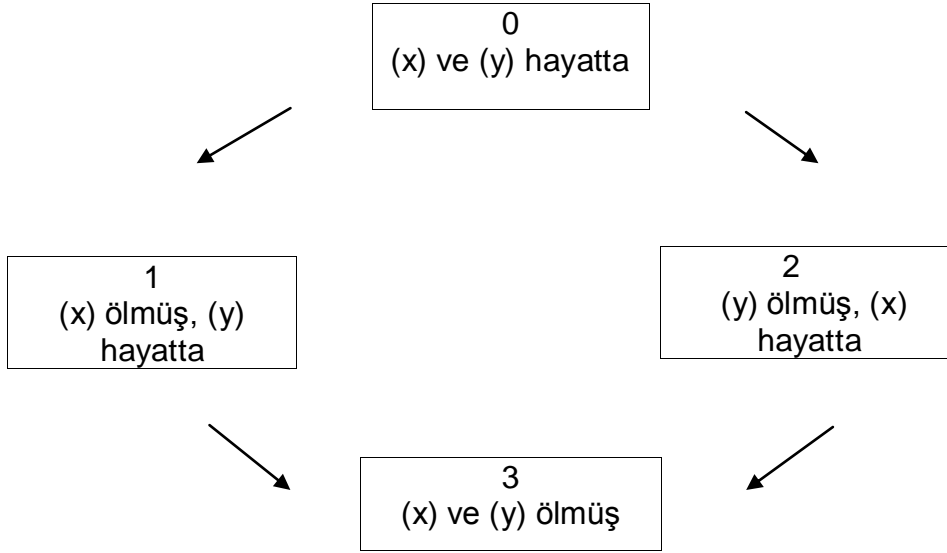 0
(x) ve (y) hayatta
1
(x) ölmüş, (y)
hayatta
2
(y) ölmüş, (x)
hayatta
3
(x) ve (y) ölmüş